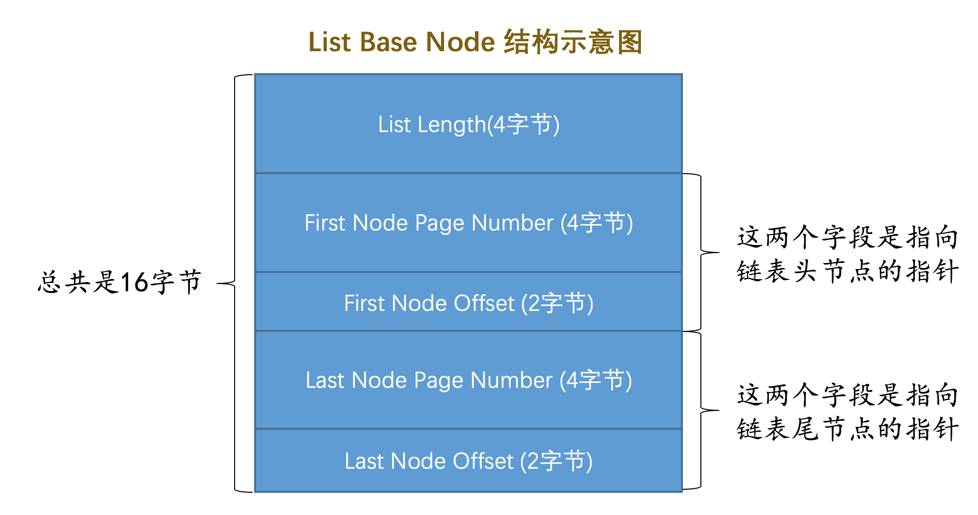 List Base Node 结构示意图
List Length(4字节)
First Node Page Number (4字节)
First Node Offset (2字节)
Last Node Page Number (4字节)
Last Node Offset (2字节)
总共是16字节
这两个字段是指向
链表头节点的指针
这两个字段是指向
链表尾节点的指针